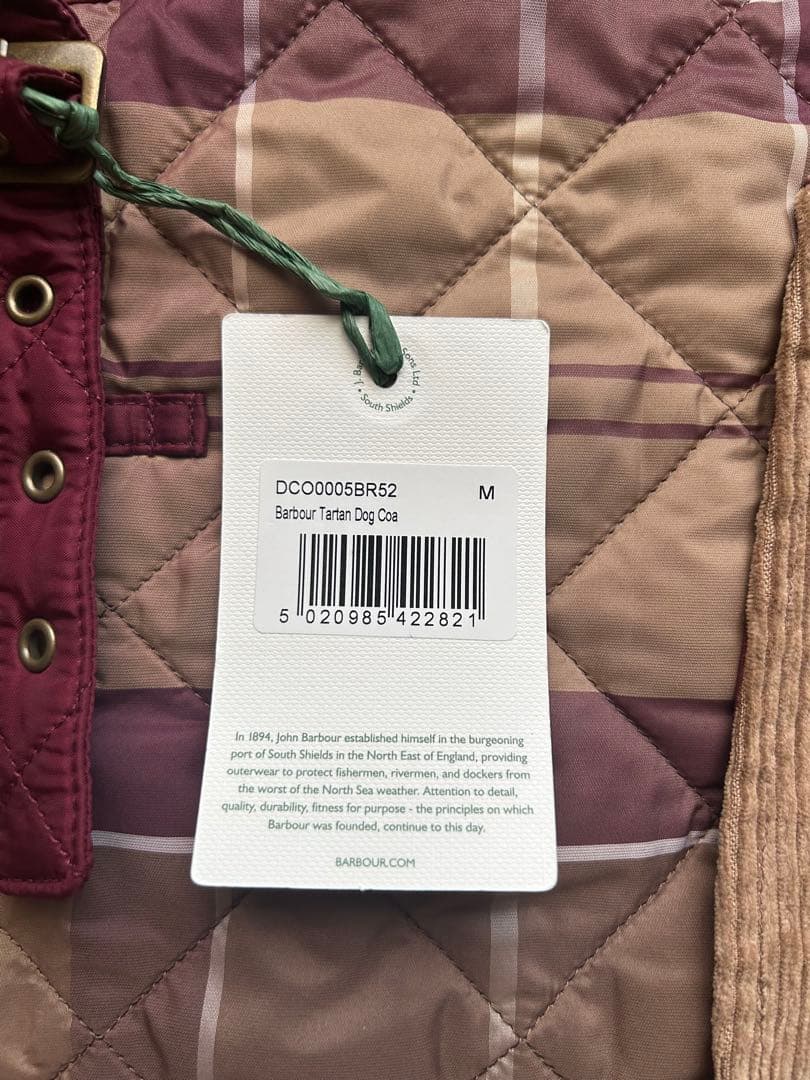 J. Ba
Sons Ltd
• South Shields •
DCO0005BR52 M
Barbour Tartan Dog Coa
5 020985 422821
In 1894, John Barbour established himself in the burgeoning
port of South Shields in the North East of England, providing
outerwear to protect fishermen, rivermen, and dockers from
the worst of the North Sea weather. Attention to detail,
quality, durability, fitness for purpose - the principles on which
Barbour was founded, continue to this day.
BARBOUR.COM